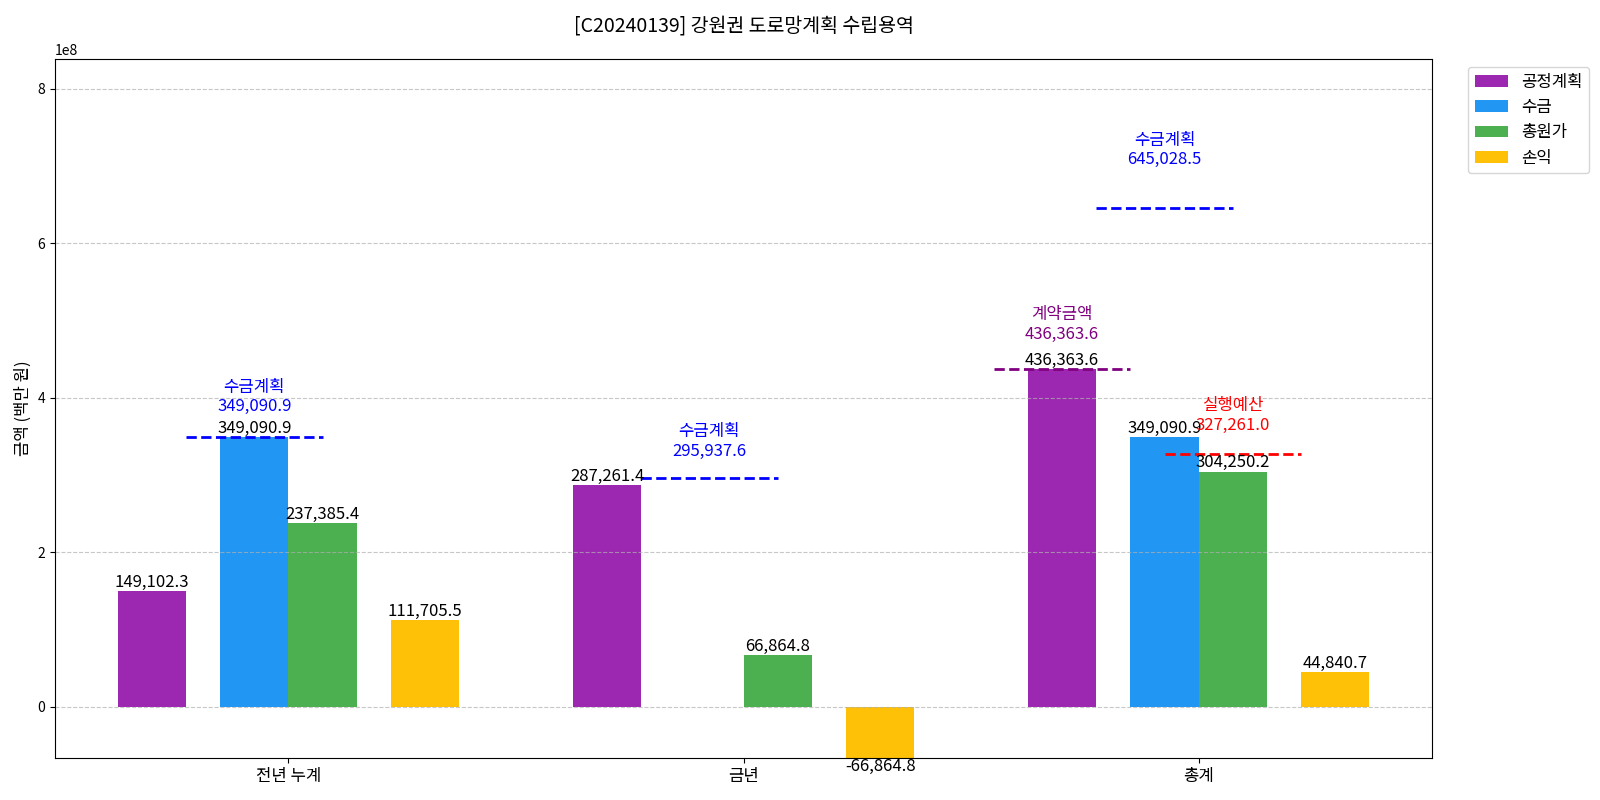 [C20240139] 강원권 도로망계획 수립용역
1e8
금액 (백만 원)
8
6
4
2
0
수금계획
645,028.5
계약금액
436,363.6
436,363.6
수금계획
349,090.9
349,090.9
실행예산
327,261.0
349,090.9
304,250.2
수금계획
295,937.6
287,261.4
237,385.4
149,102.3
111,705.5
66,864.8
44,840.7
-66,864.8
전년 누계
금년
총계
공정계획
수금
총원가
손익